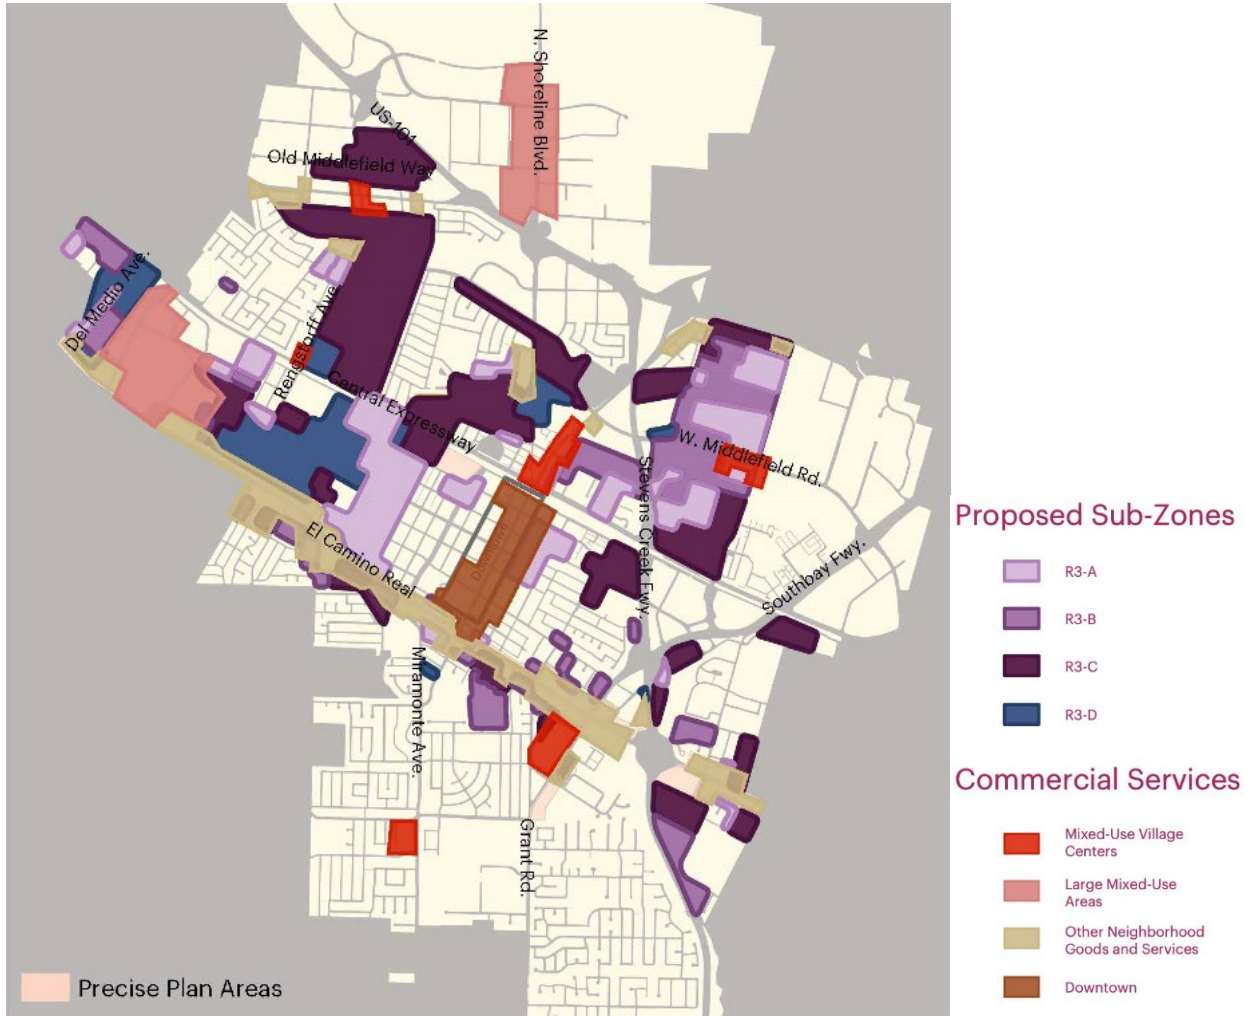 N. Shoreline Blvd.
US-101
Old Middlefield Way
Del Medio Ave.
Rengstorff Ave.
Central Expressway
W. Middlefield Rd.
Stevens Creek Fwy.
El Camino Real
Downtown
Southbay Fwy.
Miramonte Ave.
Grant Rd.
Precise Plan Areas
Proposed Sub-Zones
R3-A
R3-B
R3-C
R3-D
Commercial Services
Mixed-Use Village
Centers
Large Mixed-Use
Areas
Other Neighborhood
Goods and Services
Downtown